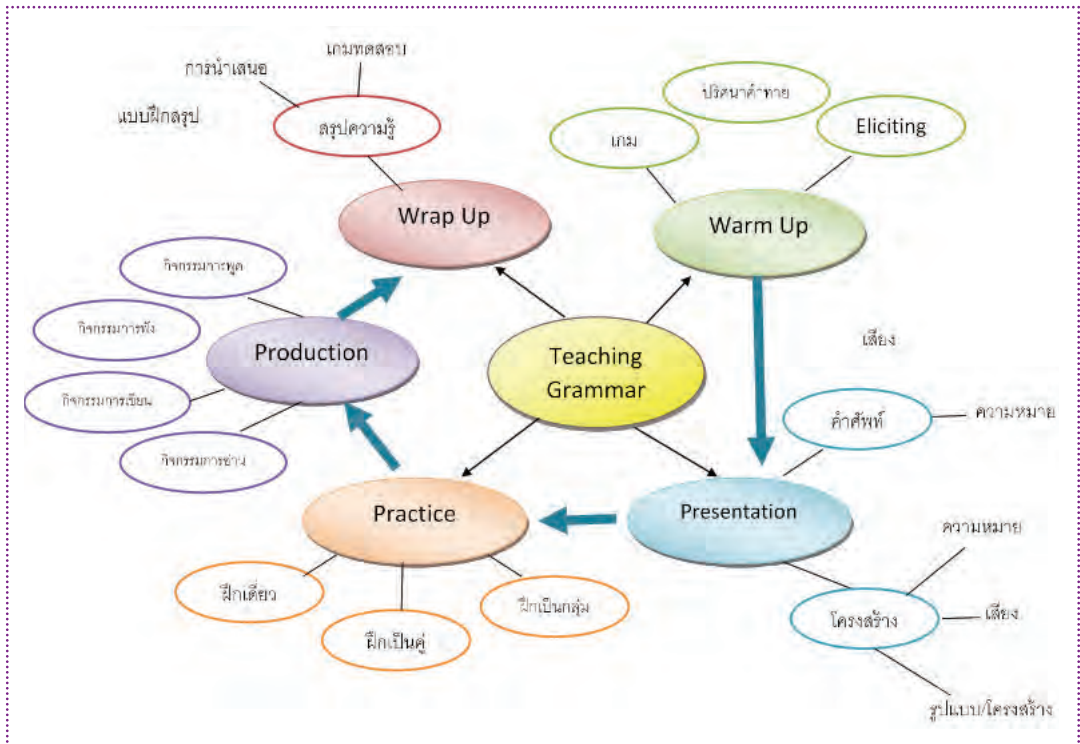 เกมทดสอบ
การนำเสนอ
แบบฝึกสรุป
สรุปความรู้
Wrap Up
ปริศนาคำทาย
เกม
Eliciting
Warm Up
กิจกรรมการพูด
กิจกรรมการฟัง
Production
กิจกรรมการเขียน
กิจกรรมการอ่าน
Teaching
Grammar
เสียง
คำศัพท์
ความหมาย
Practice
Presentation
ฝึกเดี่ยว
ฝึกเป็นคู่
ฝึกเป็นกลุ่ม
ความหมาย
โครงสร้าง
เสียง
รูปแบบ/โครงสร้าง